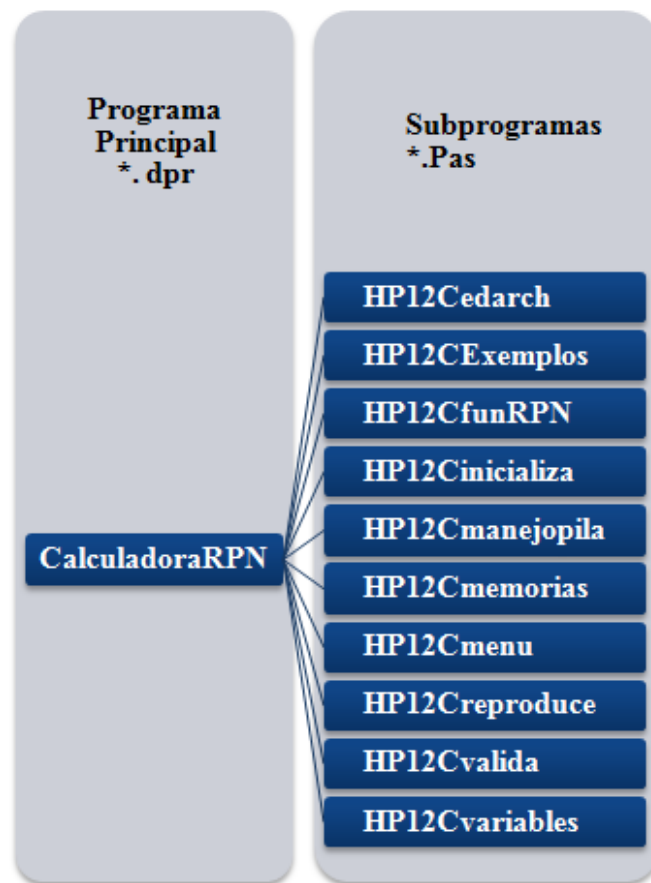 Programa
Principal
*. dpr
Subprogramas
*.Pas
CalculadoraRPN
HP12Cedarch
HP12CExemplos
HP12CfunRPN
HP12Cinicializa
HP12Cmanejopila
HP12Cmemorias
HP12Cmenu
HP12Creproduce
HP12Cvalida
HP12Cvariables